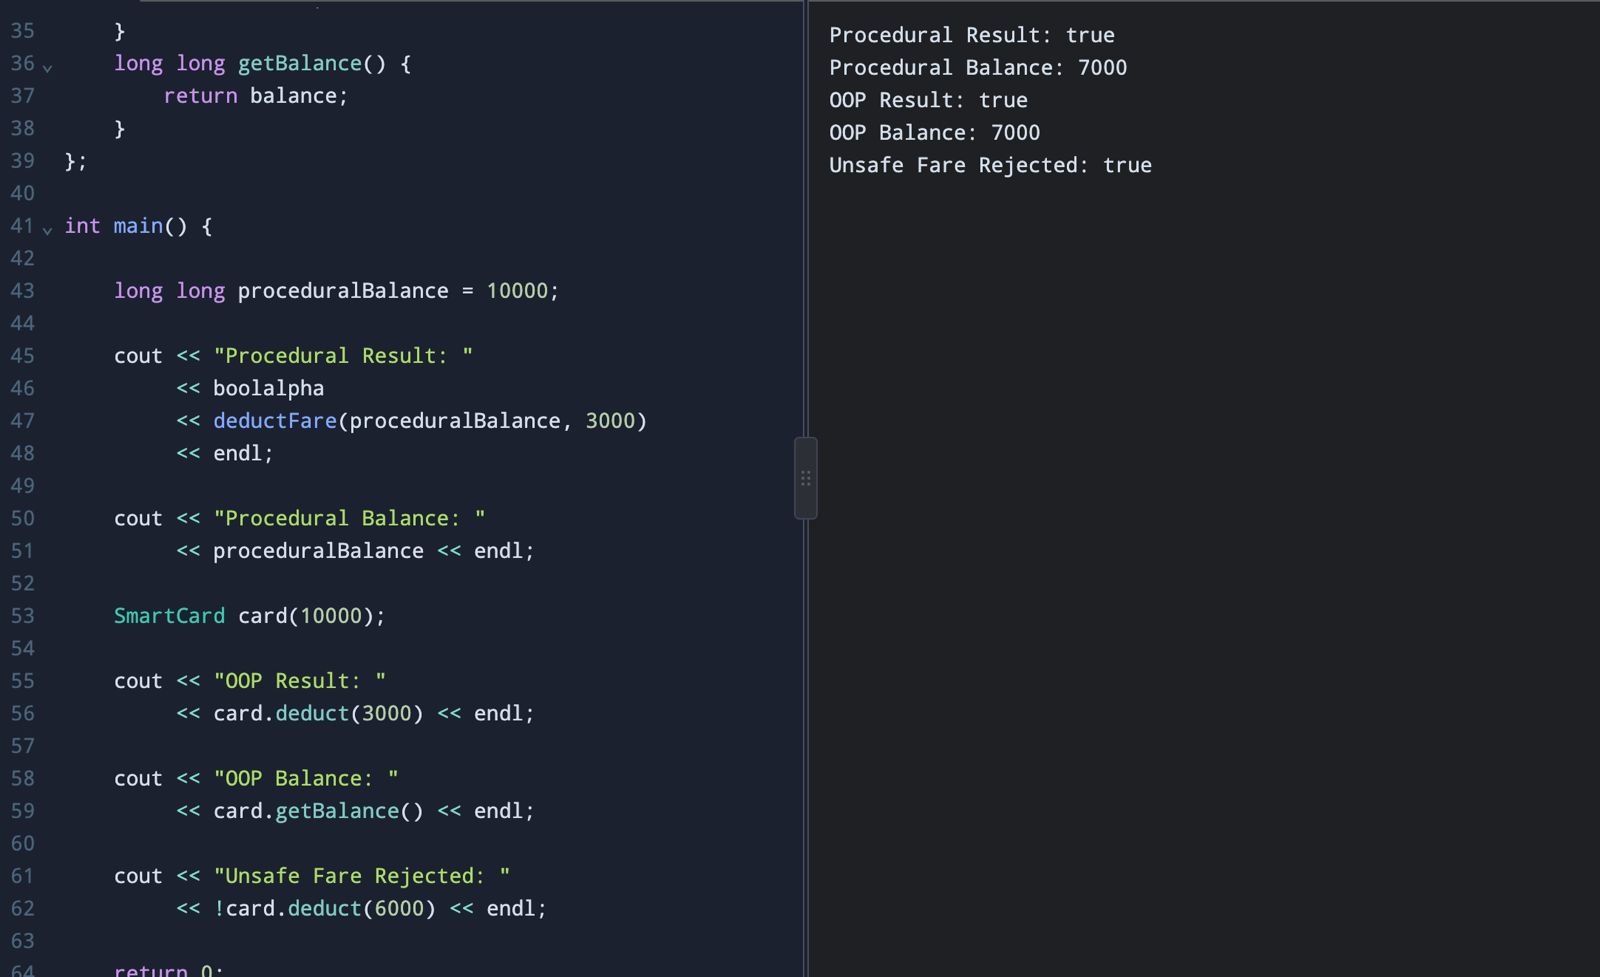 35     }
36     long long getBalance() {
37         return balance;
38     }
39 };
40
41 int main() {
42
43     long long proceduralBalance = 10000;
44
45     cout << "Procedural Result: "
46          << boolalpha
47          << deductFare(proceduralBalance, 3000)
48          << endl;
49
50     cout << "Procedural Balance: "
51          << proceduralBalance << endl;
52
53     SmartCard card(10000);
54
55     cout << "OOP Result: "
56          << card.deduct(3000) << endl;
57
58     cout << "OOP Balance: "
59          << card.getBalance() << endl;
60
61     cout << "Unsafe Fare Rejected: "
62          << !card.deduct(6000) << endl;
63
64     return 0;
Procedural Result: true
Procedural Balance: 7000
OOP Result: true
OOP Balance: 7000
Unsafe Fare Rejected: true